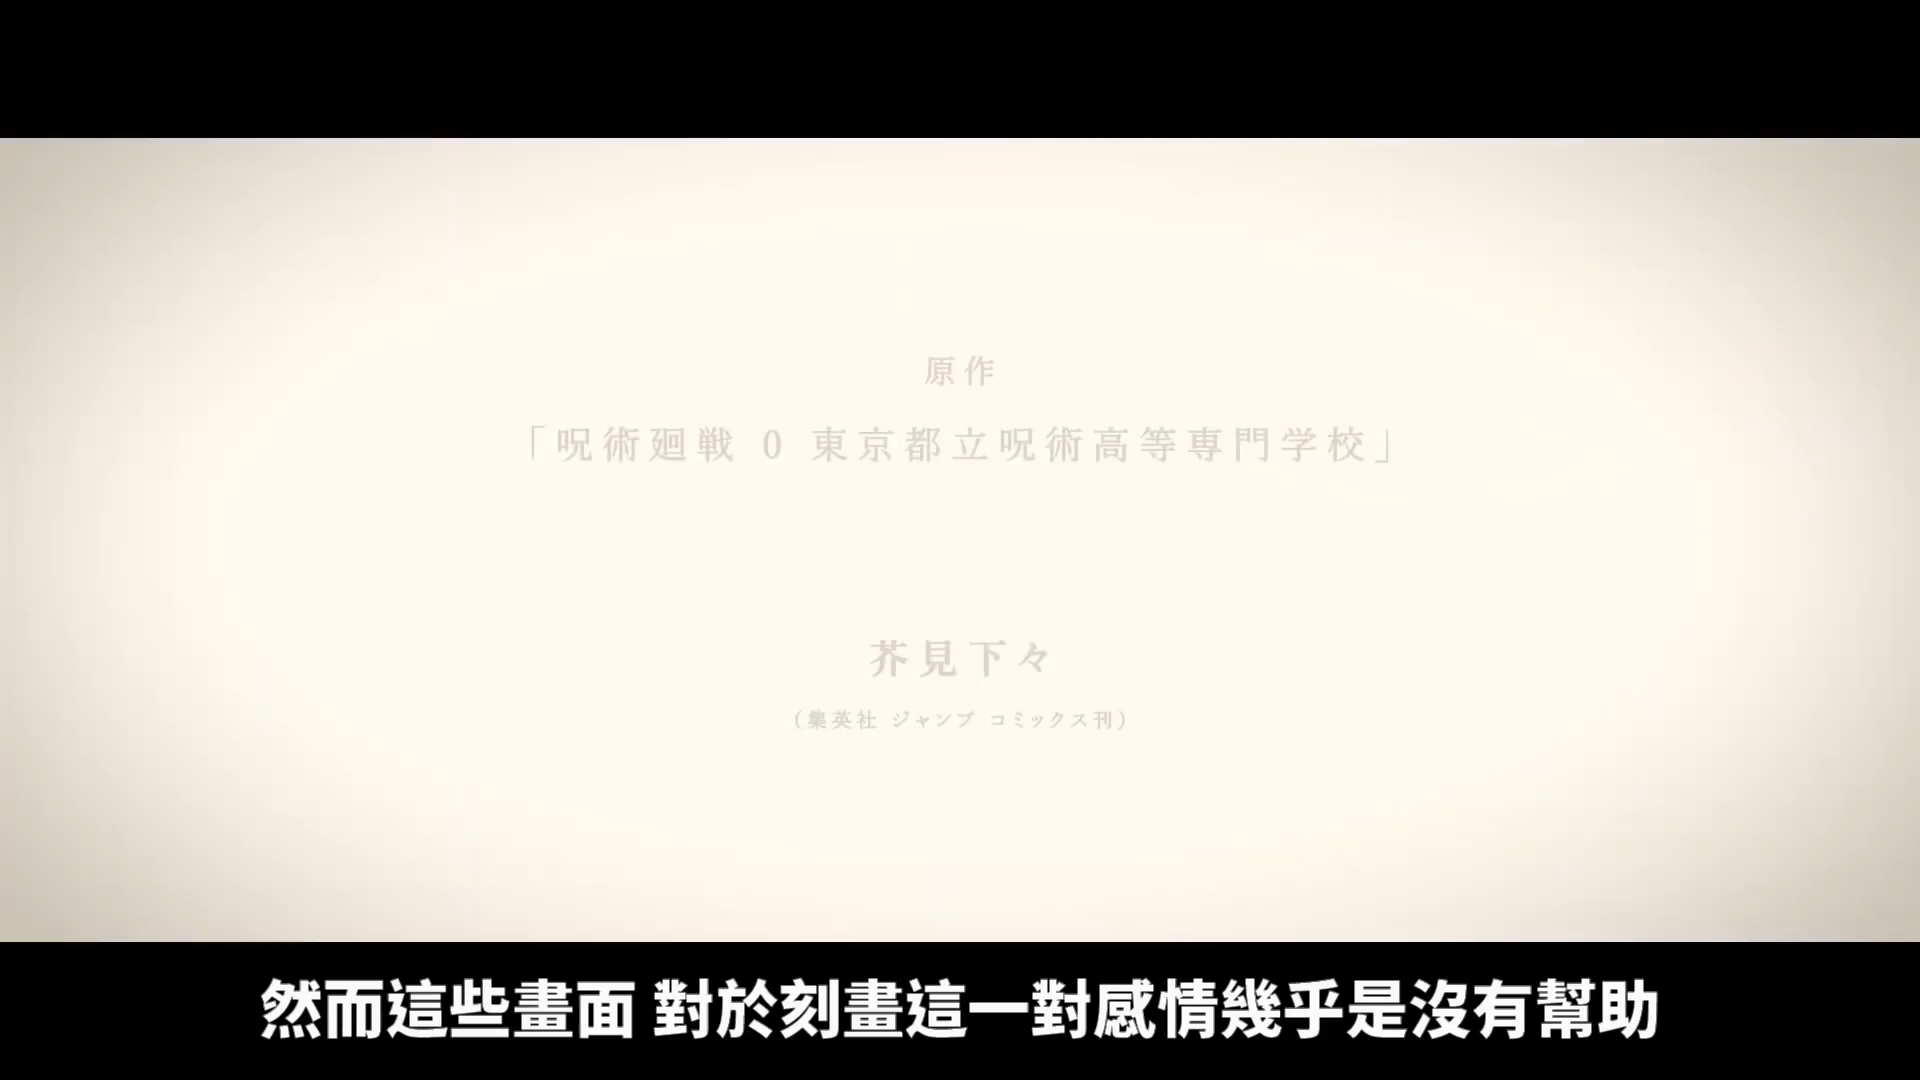 原作
「呪術廻戦 0 東京都立呪術高等専門学校」
芥見下々
（集英社 ジャンプ コミックス刊）
然而這些畫面 對於刻畫這一對感情幾乎是沒有幫助